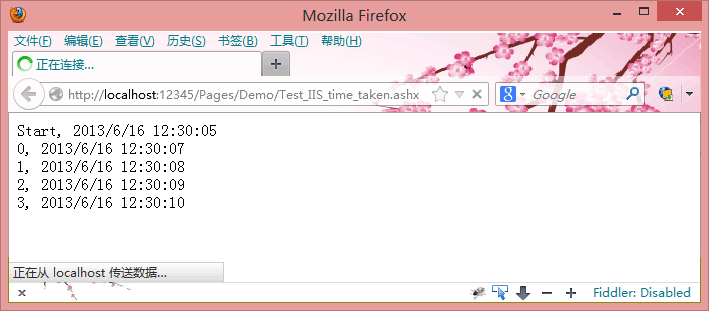 Mozilla Firefox
文件(F) 编辑(E) 查看(V) 历史(S) 书签(B) 工具(T) 帮助(H)
正在连接...
http://localhost:12345/Pages/Demo/Test_IIS_time_taken.ashx Google
Start, 2013/6/16 12:30:05
0, 2013/6/16 12:30:07
1, 2013/6/16 12:30:08
2, 2013/6/16 12:30:09
3, 2013/6/16 12:30:10
正在从 localhost 传送数据...
Fiddler: Disabled